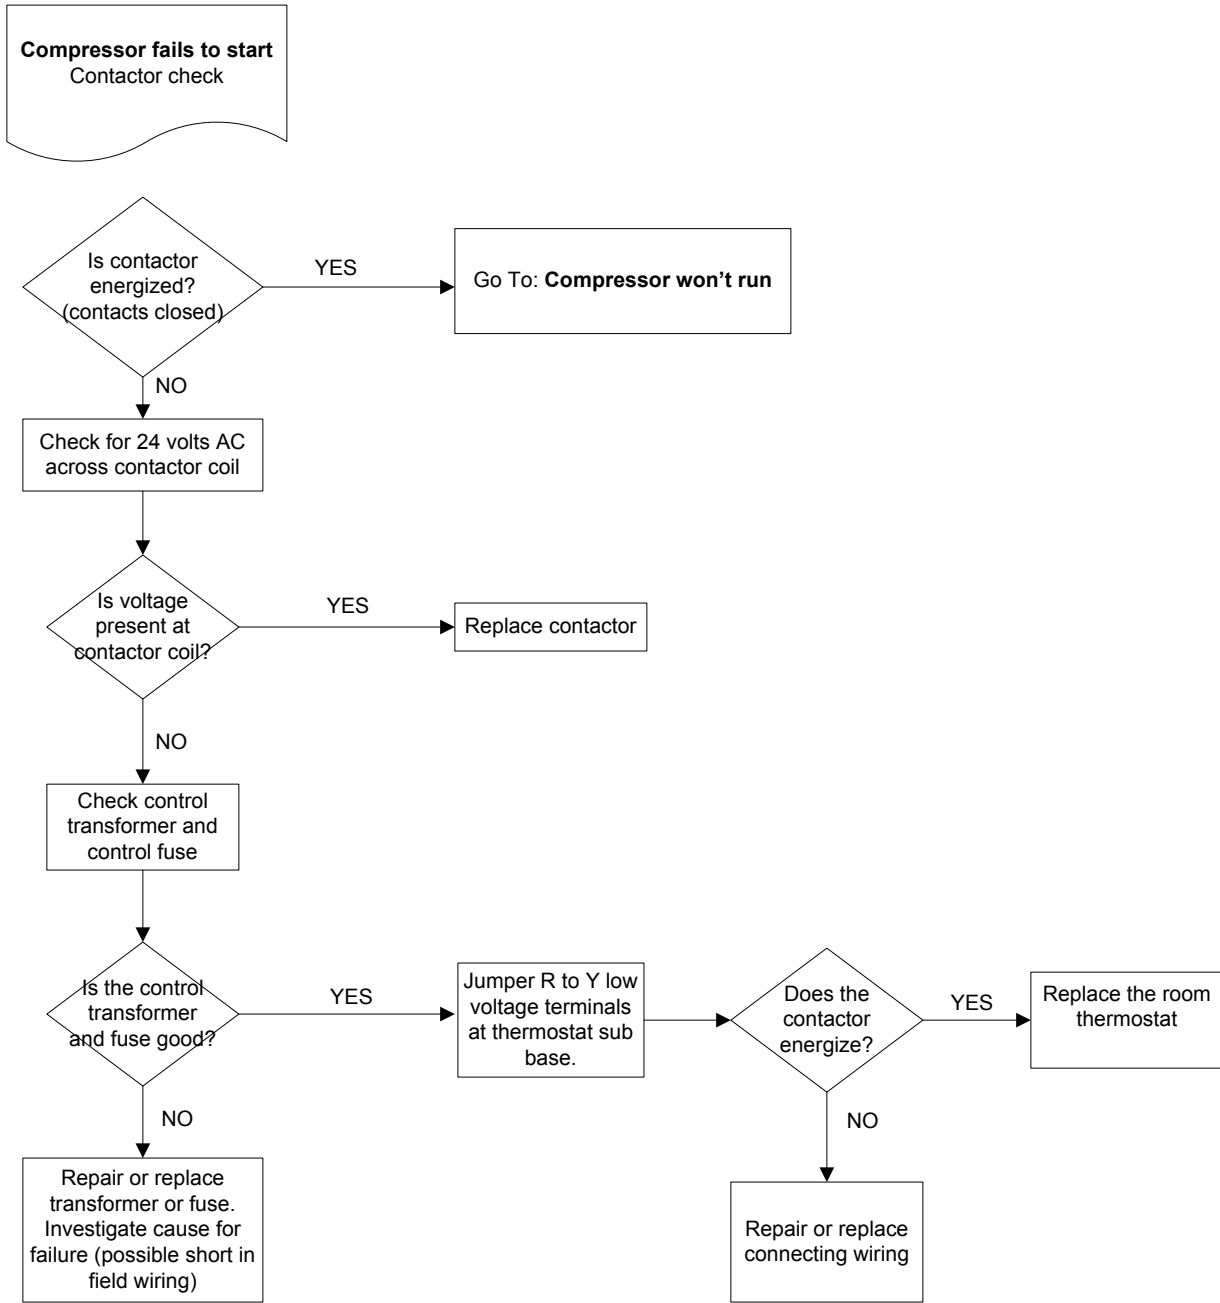 Compressor fails to start
Contactor check
Is contactor
energized?
(contacts closed)
YES
Go To: Compressor won’t run
NO
Check for 24 volts AC
across contactor coil
Is voltage
present at
contactor coil?
YES
Replace contactor
NO
Check control
transformer and
control fuse
Is the control
transformer
and fuse good?
YES
Jumper R to Y low
voltage terminals
at thermostat sub
base.
Does the
contactor
energize?
YES
Replace the room
thermostat
NO
Repair or replace
transformer or fuse.
Investigate cause for
failure (possible short in
field wiring)
NO
Repair or replace
connecting wiring